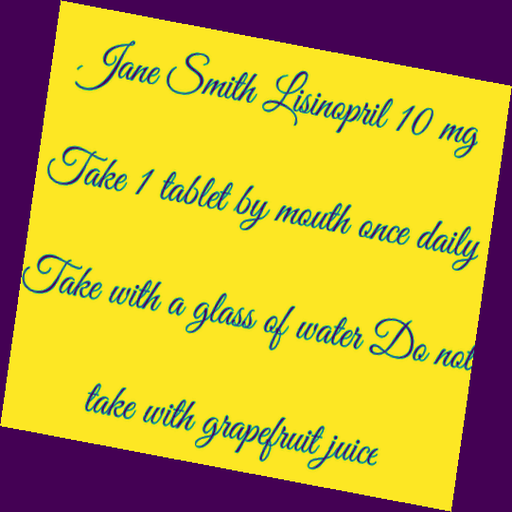 Jane Smith Lisinopril 10 mg
Take 1 tablet by mouth once daily
Take with a glass of water Do not
take with grapefruit juice